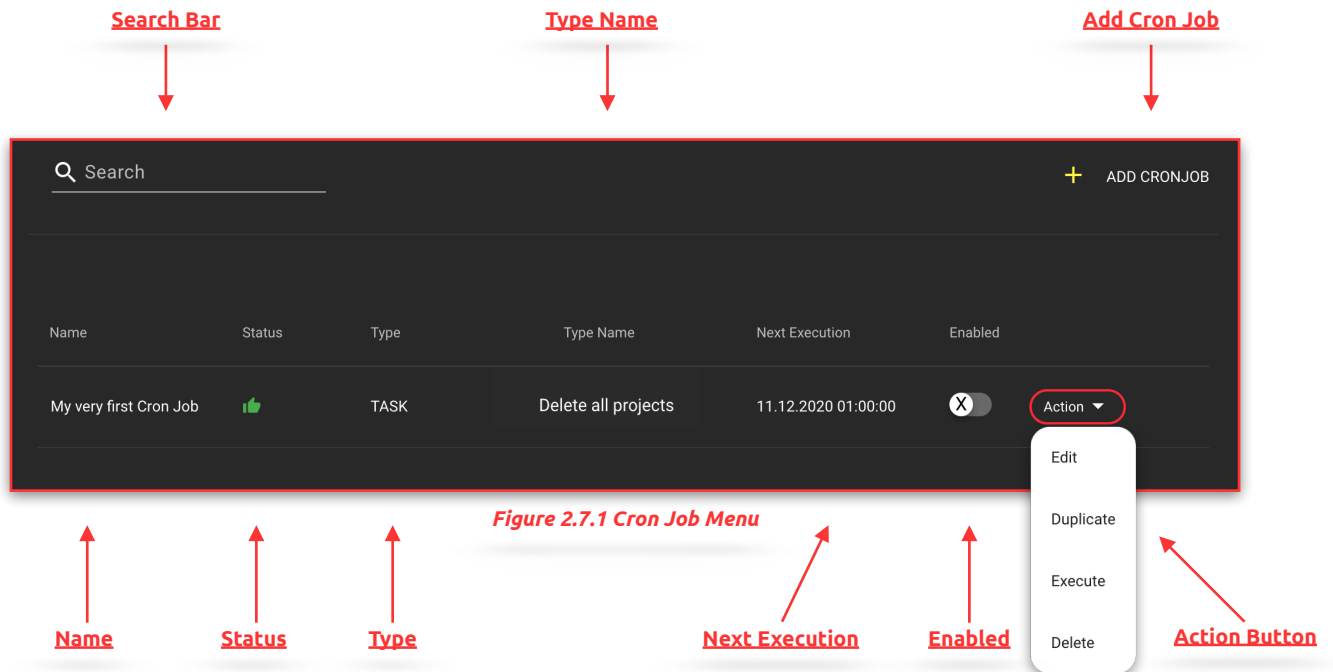 Search Bar Type Name Add Cron Job
Search
ADD CRONJOB
Name Status Type Type Name Next Execution Enabled
My very first Cron Job TASK Delete all projects 11.12.2020 01:00:00 X Action
Edit
Duplicate
Execute
Delete
Figure 2.7.1 Cron Job Menu
Name Status Type Next Execution Enabled Action Button